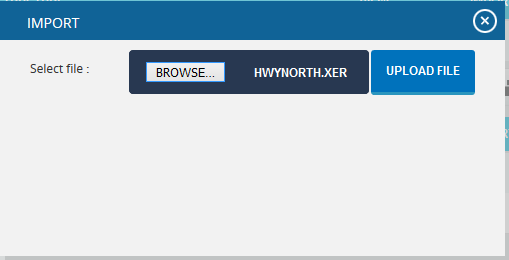 IMPORT
Select file :
BROWSE... HWYNORTH.XER UPLOAD FILE